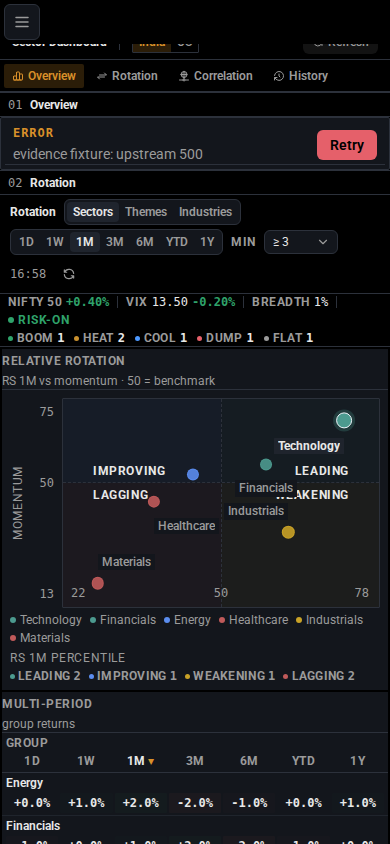 Sector Dashboard India US Refresh
Overview Rotation Correlation History
01 Overview
ERROR
evidence fixture: upstream 500
Retry
02 Rotation
Rotation Sectors Themes Industries
1D 1W 1M 3M 6M YTD 1Y MIN ≥ 3
16:58
NIFTY 50 +0.40% VIX 13.50 -0.20% BREADTH 1%
RISK-ON
BOOM 1 HEAT 2 COOL 1 DUMP 1 FLAT 1
RELATIVE ROTATION
RS 1M vs momentum · 50 = benchmark
75
Technology
IMPROVING LEADING
MOMENTUM
50
Financials
LAGGING WEAKENING
Industrials
Healthcare
Materials
13 22 50 78
Technology Financials Energy Healthcare Industrials
Materials
RS 1M PERCENTILE
LEADING 2 IMPROVING 1 WEAKENING 1 LAGGING 2
MULTI-PERIOD
group returns
GROUP
1D 1W 1M ▼ 3M 6M YTD 1Y
Energy
+0.0% +1.0% +2.0% -2.0% -1.0% +0.0% +1.0%
Financials